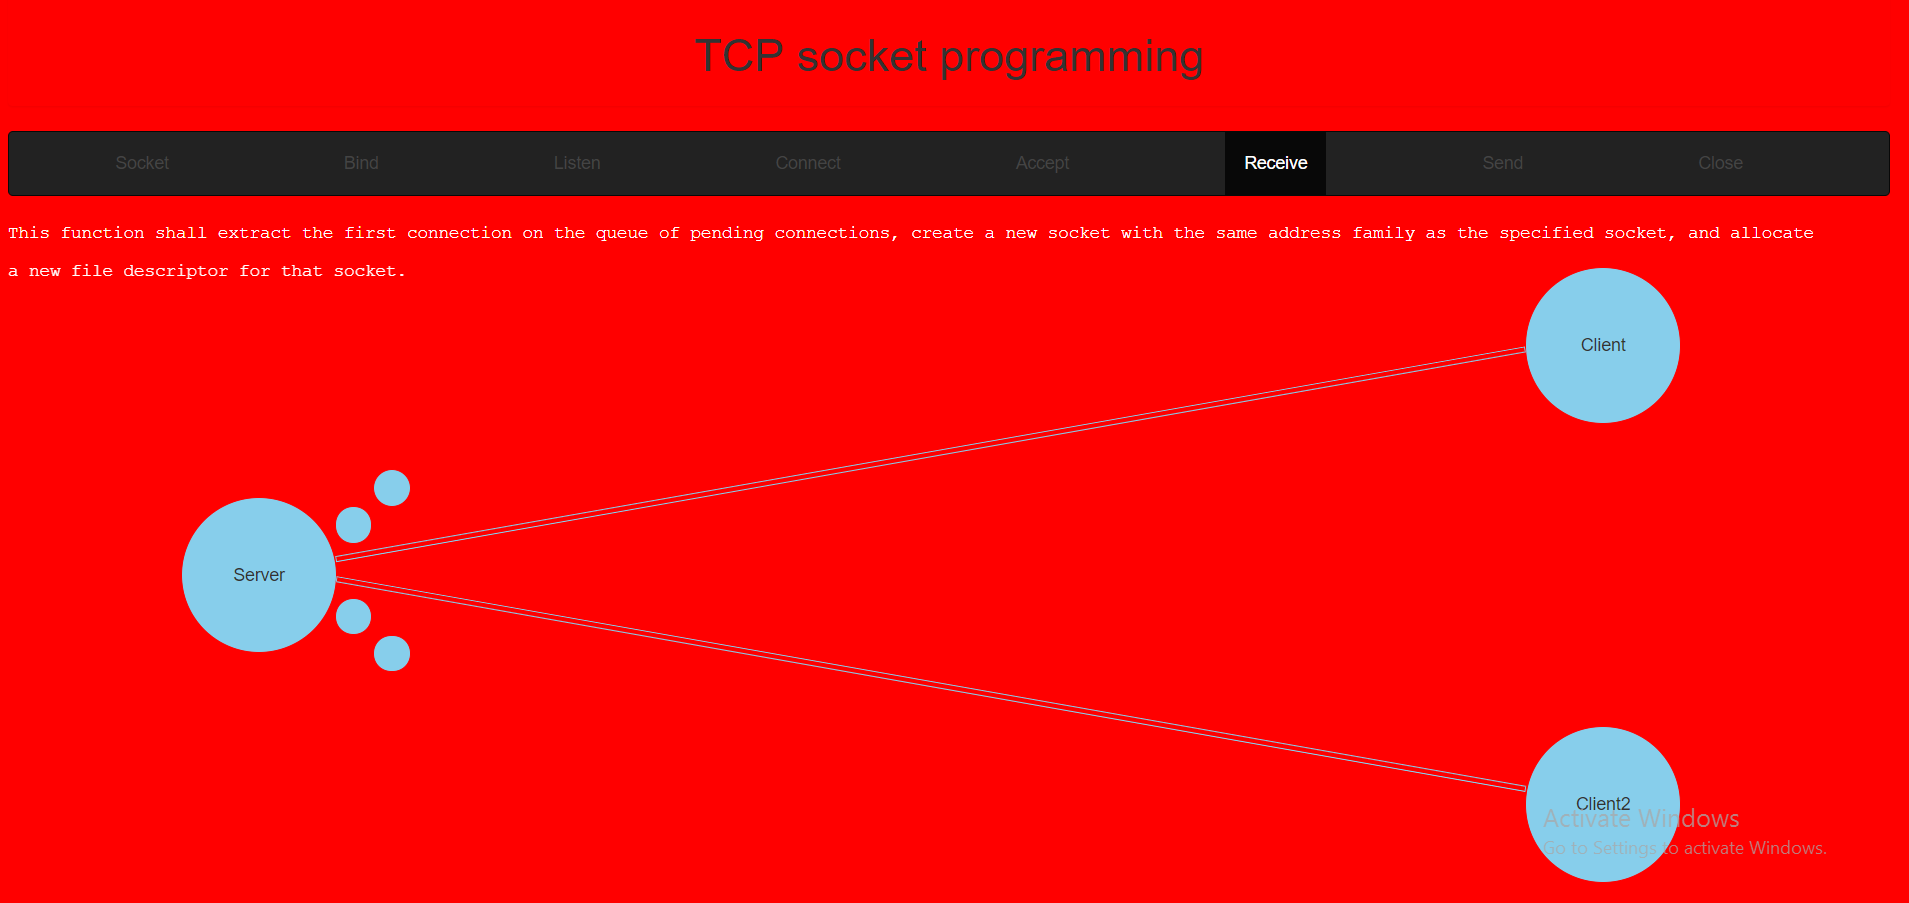 TCP socket programming
Socket Bind Listen Connect Accept Receive Send Close
This function shall extract the first connection on the queue of pending connections, create a new socket with the same address family as the specified socket, and allocate
a new file descriptor for that socket.
Client
Server
Client2
Activate Windows
Go to Settings to activate Windows.